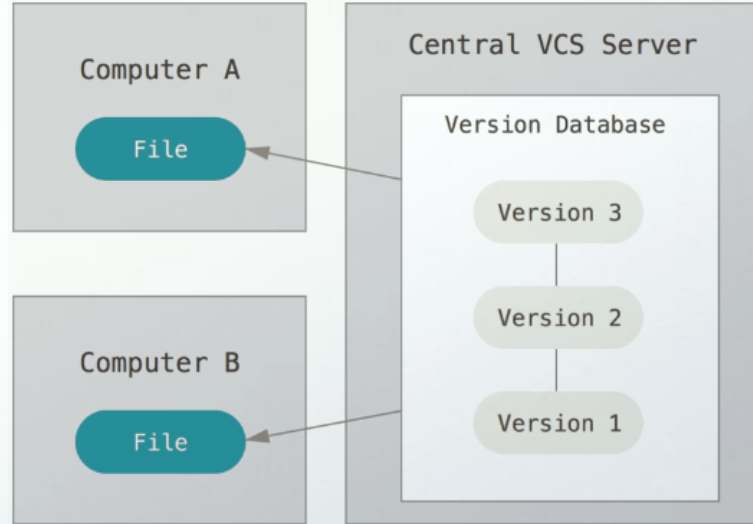 Computer A
File
Computer B
File
Central VCS Server
Version Database
Version 3
Version 2
Version 1